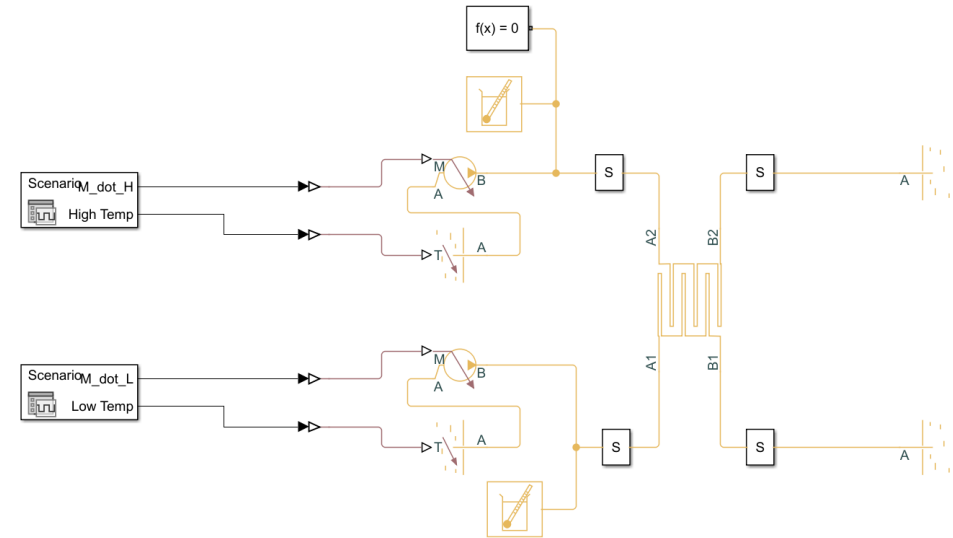 f(x) = 0
Scenario
M_dot_H
High Temp
M
A
B
T
A
S
S
A
A2
B2
Scenario
M_dot_L
Low Temp
M
A
B
T
A
A1
B1
S
S
A